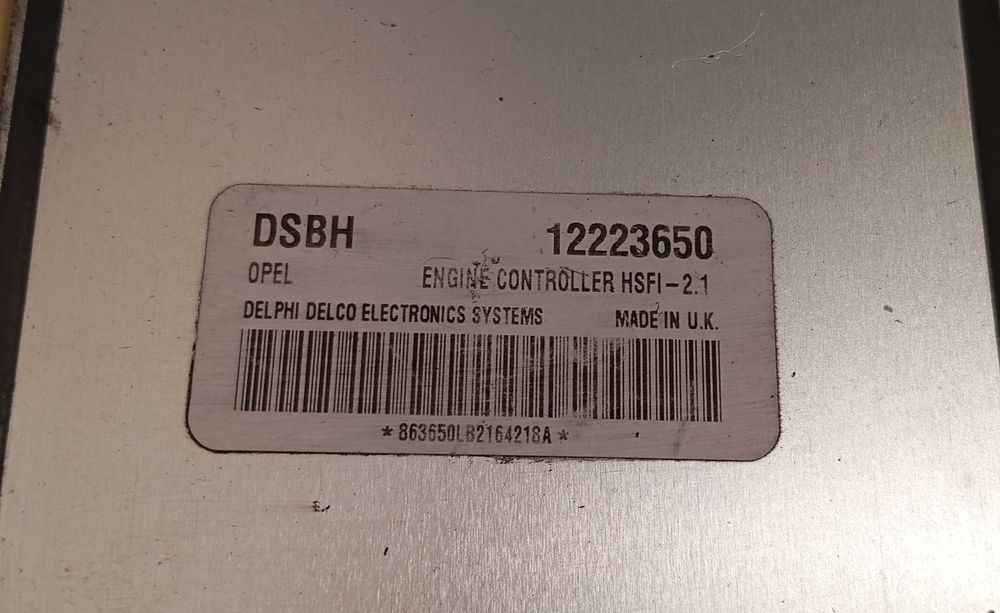 DSBH 12223650
OPEL ENGINE CONTROLLER HSFI-2.1
DELPHI DELCO ELECTRONICS SYSTEMS MADE IN U.K.
*863650LB2164218A*